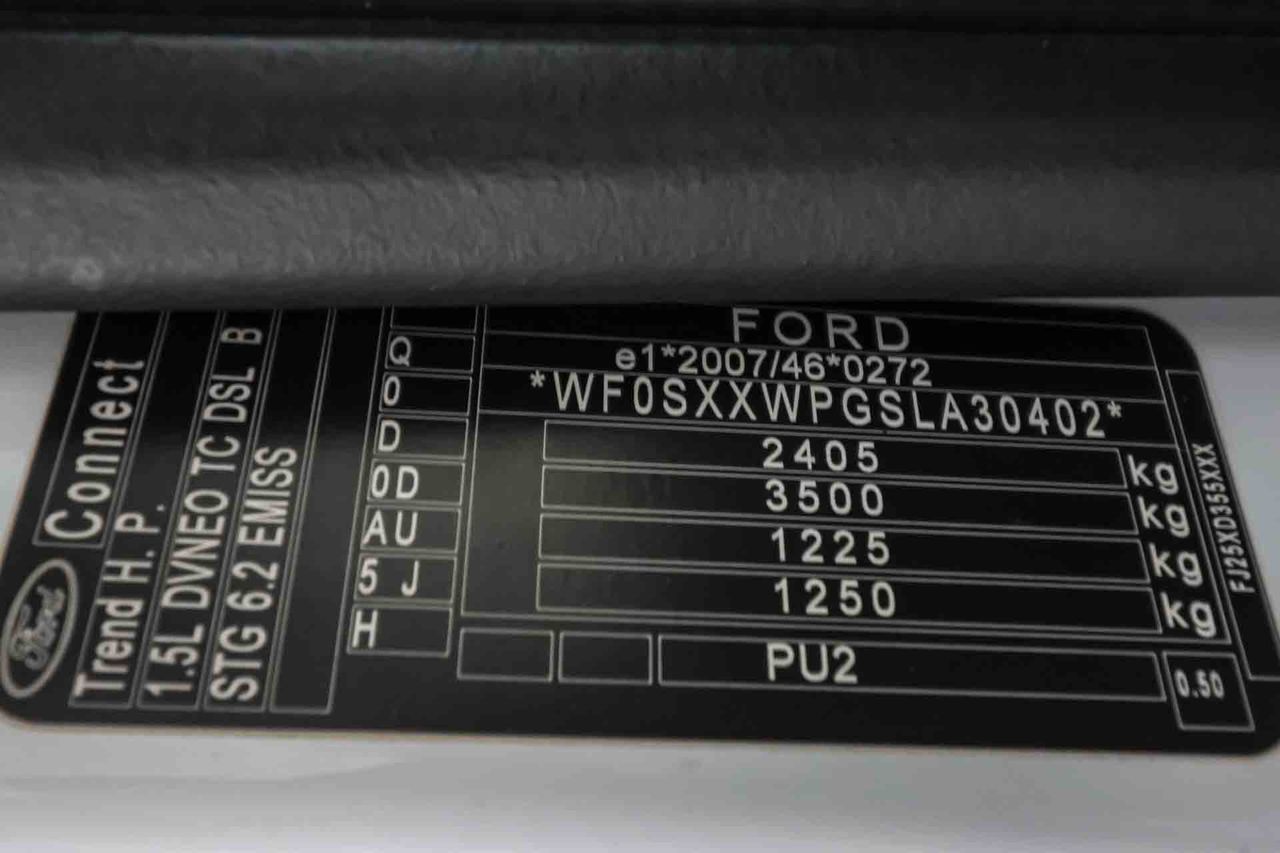 FORD
e1*2007/46*0272
*WF0SXXWPGSLA30402*
2405 kg
3500 kg
1225 kg
1250 kg
PU2
0.50
FJ25XD355XXX
Q
0
D
0D
AU
5 J
H
Ford
Connect
Trend H.P.
1.5L DVNEO TC DSL B
STG 6.2 EMISS